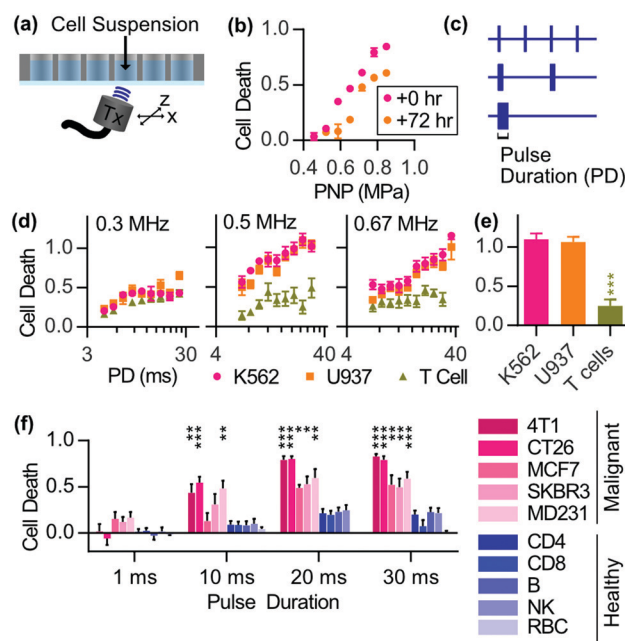 (a)
Cell Suspension
Tx
z
x
(b)
Cell Death
1.0
0.5
0.0
0.4 0.6 0.8 1.0
PNP (MPa)
+0 hr
+72 hr
(c)
Pulse
Duration (PD)
(d)
0.3 MHz
0.5 MHz
0.67 MHz
Cell Death
1.0
0.5
0.0
3 30
4 40
4 40
PD (ms)
K562
U937
T Cell
(e)
1.0
0.5
0.0
***
K562
U937
T cells
(f)
Cell Death
1.0
0.5
0.0
** *** **
*** *** * * **
*** *** ** ** ***
1 ms 10 ms 20 ms 30 ms
Pulse Duration
4T1
CT26
MCF7
SKBR3
MD231
Malignant
CD4
CD8
B
NK
RBC
Healthy